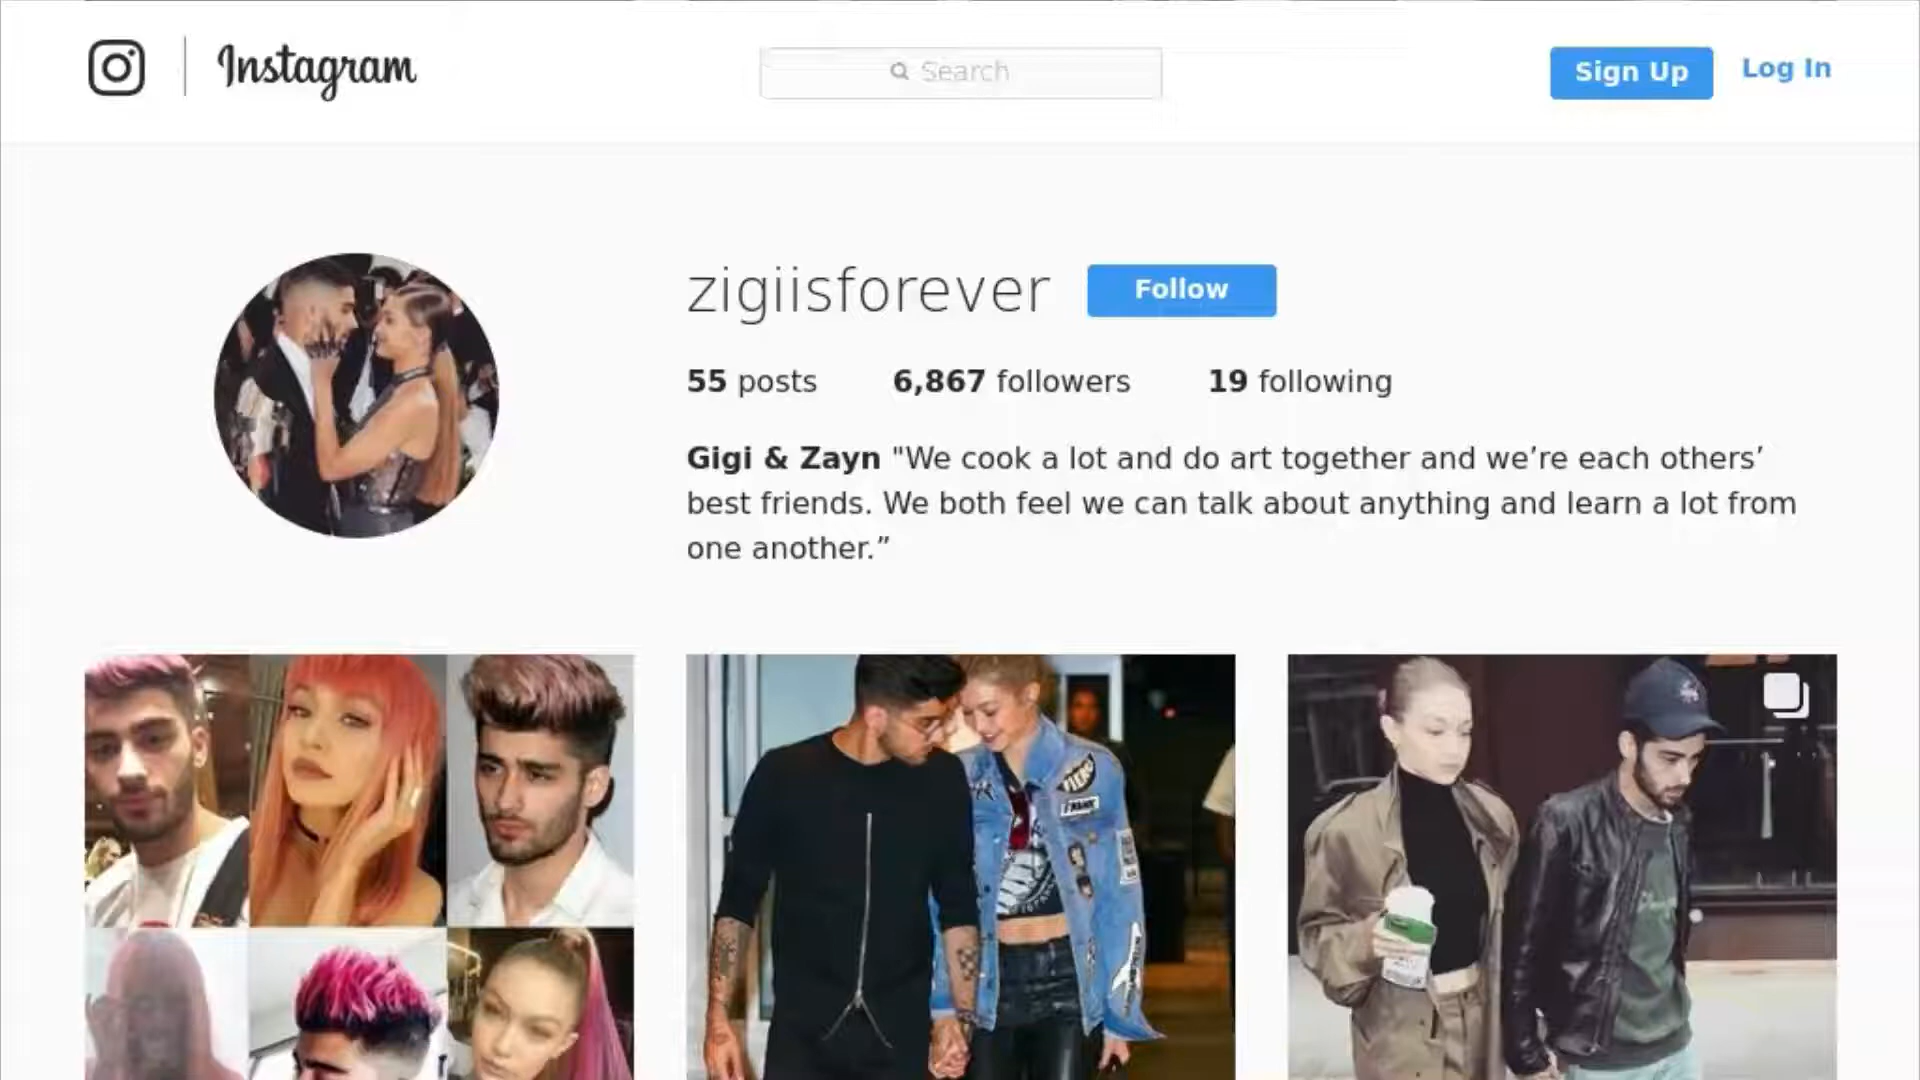 Instagram
Search
Sign Up
Log In
zigiisforever
Follow
55 posts
6,867 followers
19 following
Gigi & Zayn "We cook a lot and do art together and we’re each others’
best friends. We both feel we can talk about anything and learn a lot from
one another.”
FIERCE
FRANK